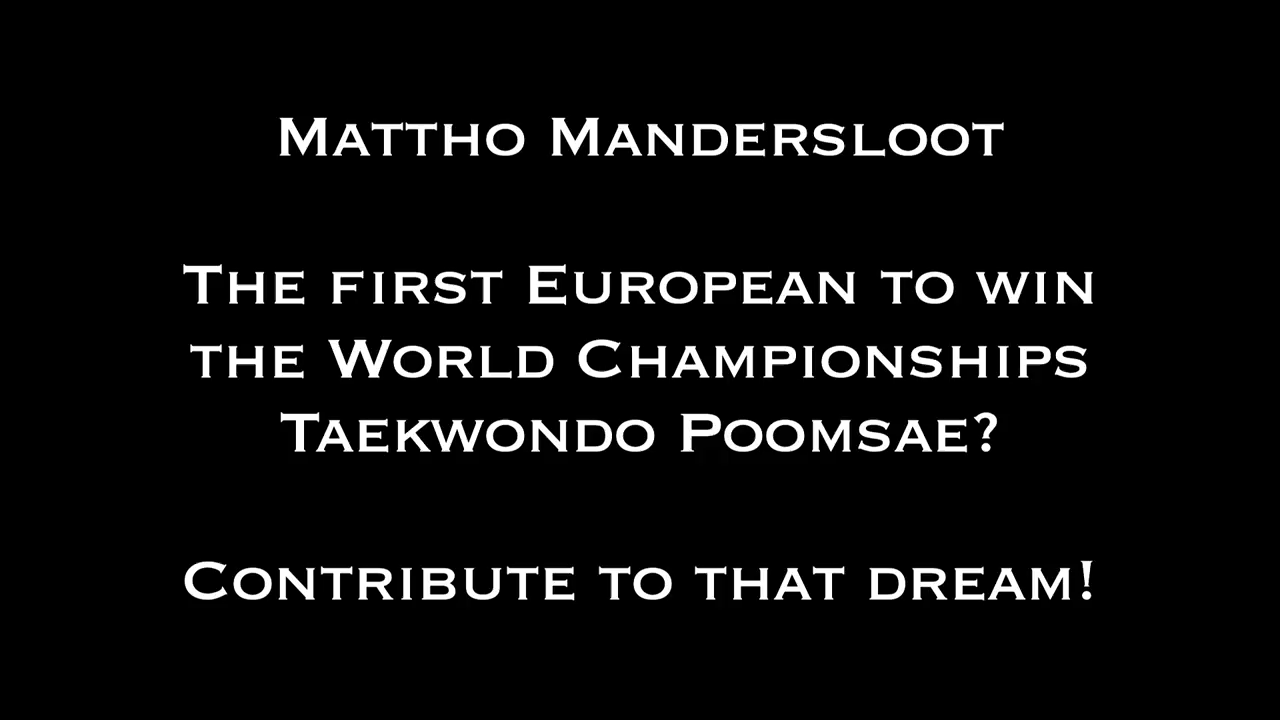 Mattho Mandersloot
The first European to win
the World Championships
Taekwondo Poomsae?
Contribute to that dream!